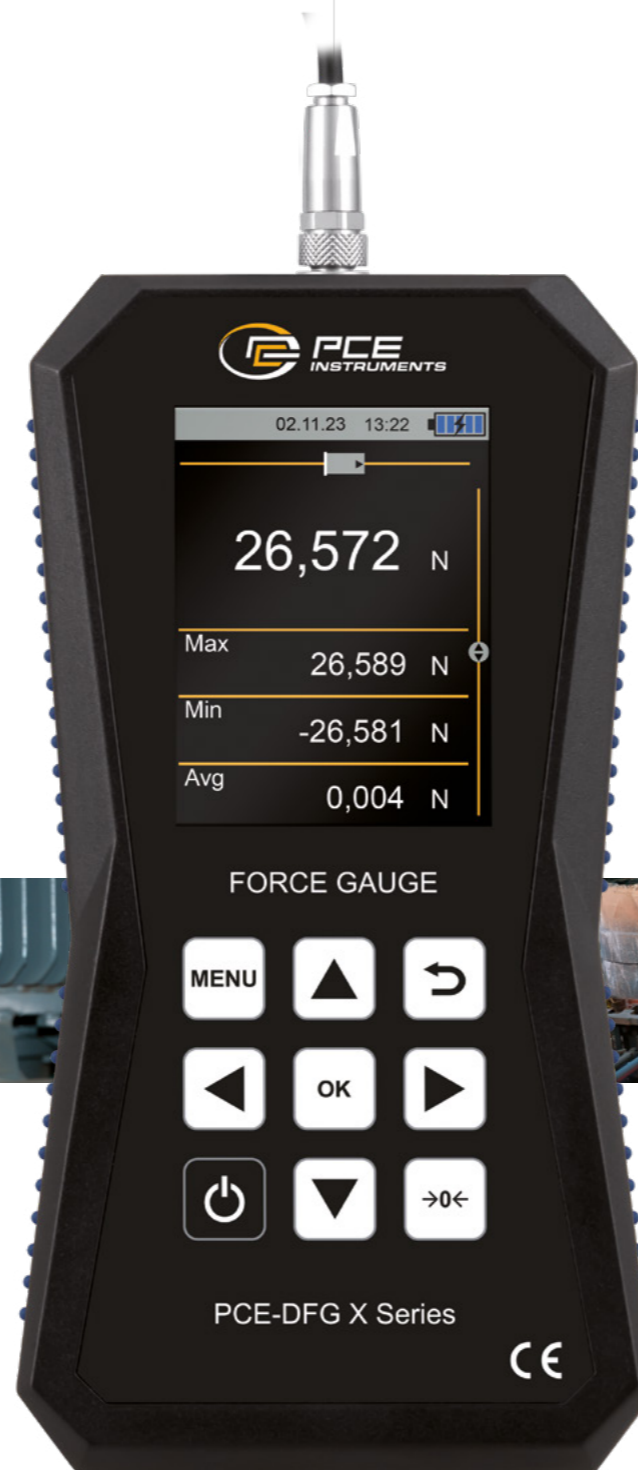 PCE
INSTRUMENTS
02.11.23 13:22
26,572 N
Max
26,589 N
Min
-26,581 N
Avg
0,004 N
FORCE GAUGE
MENU
OK
→0←
PCE-DFG X Series
CE